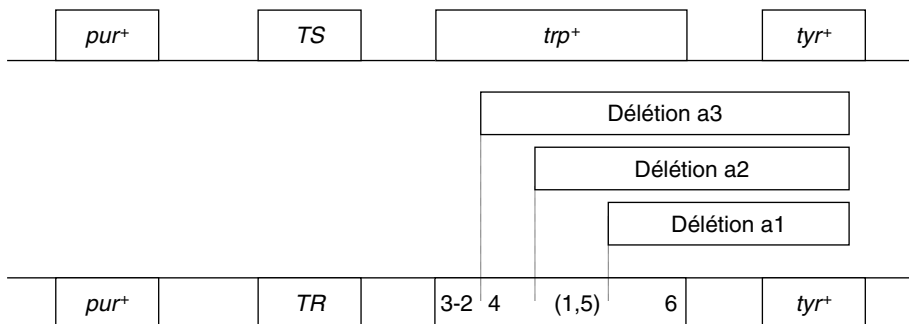 pur+ TS trp+ tyr+
Délétion a3
Délétion a2
Délétion a1
pur+ TR 3-2 4 (1,5) 6 tyr+